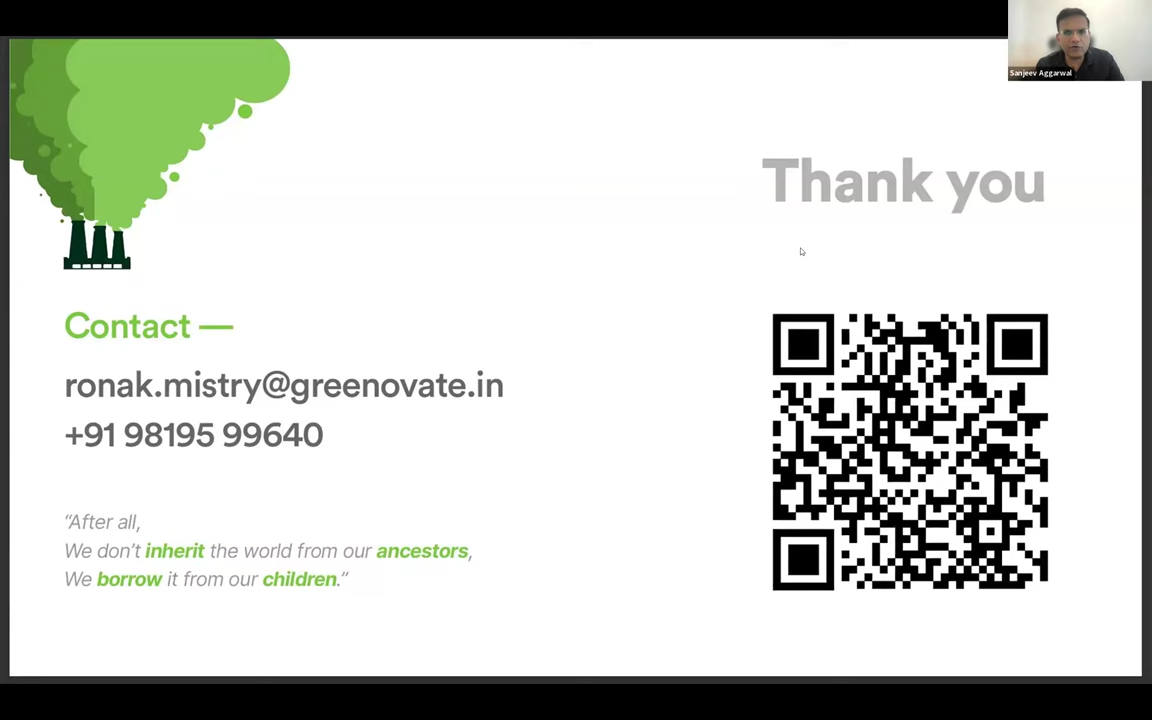 Sanjeev Aggarwal
Thank you
Contact —
ronak.mistry@greenovate.in
+91 98195 99640
“After all,
We don’t inherit the world from our ancestors,
We borrow it from our children.”